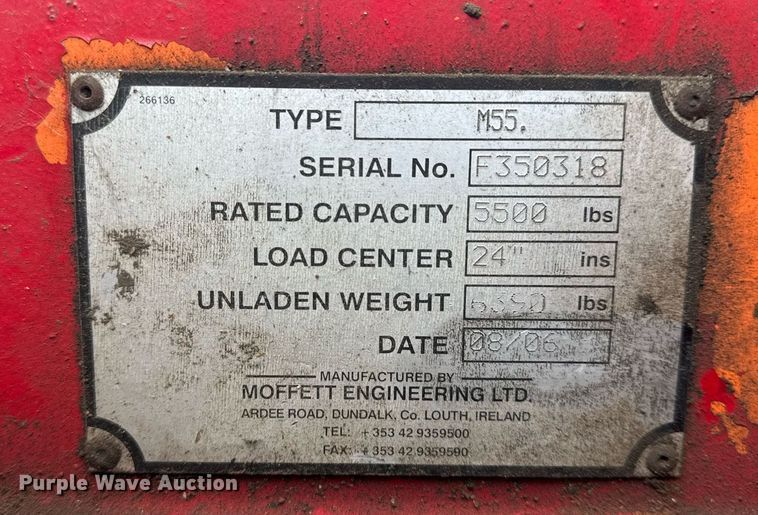 266136
TYPE M55.
SERIAL No. F350318
RATED CAPACITY 5500 lbs
LOAD CENTER 24" ins
UNLADEN WEIGHT lbs
DATE 08/06
MANUFACTURED BY
MOFFETT ENGINEERING LTD.
ARDEE ROAD, DUNDALK, Co. LOUTH, IRELAND
TEL: +353 42 9359500
FAX: +353 42 9359590
Purple Wave Auction